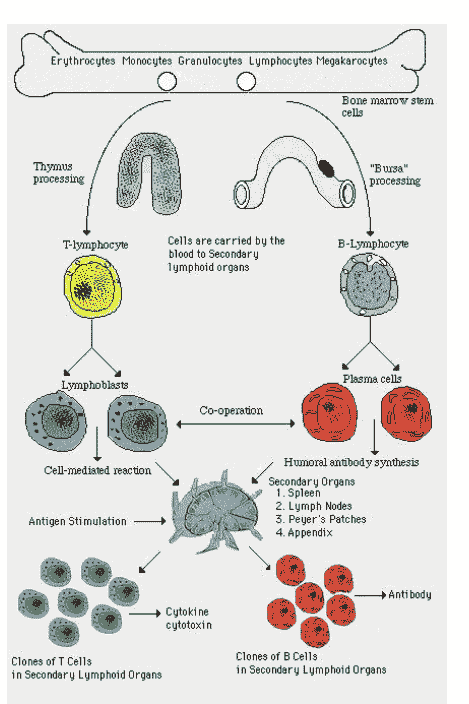 Erythrocytes Monocytes Granulocytes Lymphocytes Megakarocytes
Bone marrow stem
cells
Thymus
processing
"Bursa"
processing
T-lymphocyte
Cells are carried by the
blood to Secondary
lymphoid organs
B-Lymphocyte
Lymphoblasts
Plasma cells
Co-operation
Cell-mediated reaction
Humoral antibody synthesis
Secondary Organs
1. Spleen
2. Lymph Nodes
3. Peyer's Patches
4. Appendix
Antigen Stimulation
Cytokine
cytotoxin
Antibody
Clones of T Cells
in Secondary Lymphoid Organs
Clones of B Cells
in Secondary Lymphoid Organs